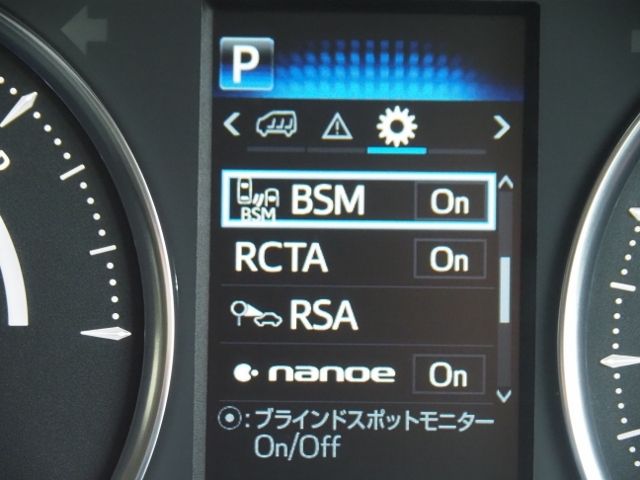 P
BSM BSM On
RCTA On
RSA
nanoe On
:ブラインドスポットモニター
On/Off